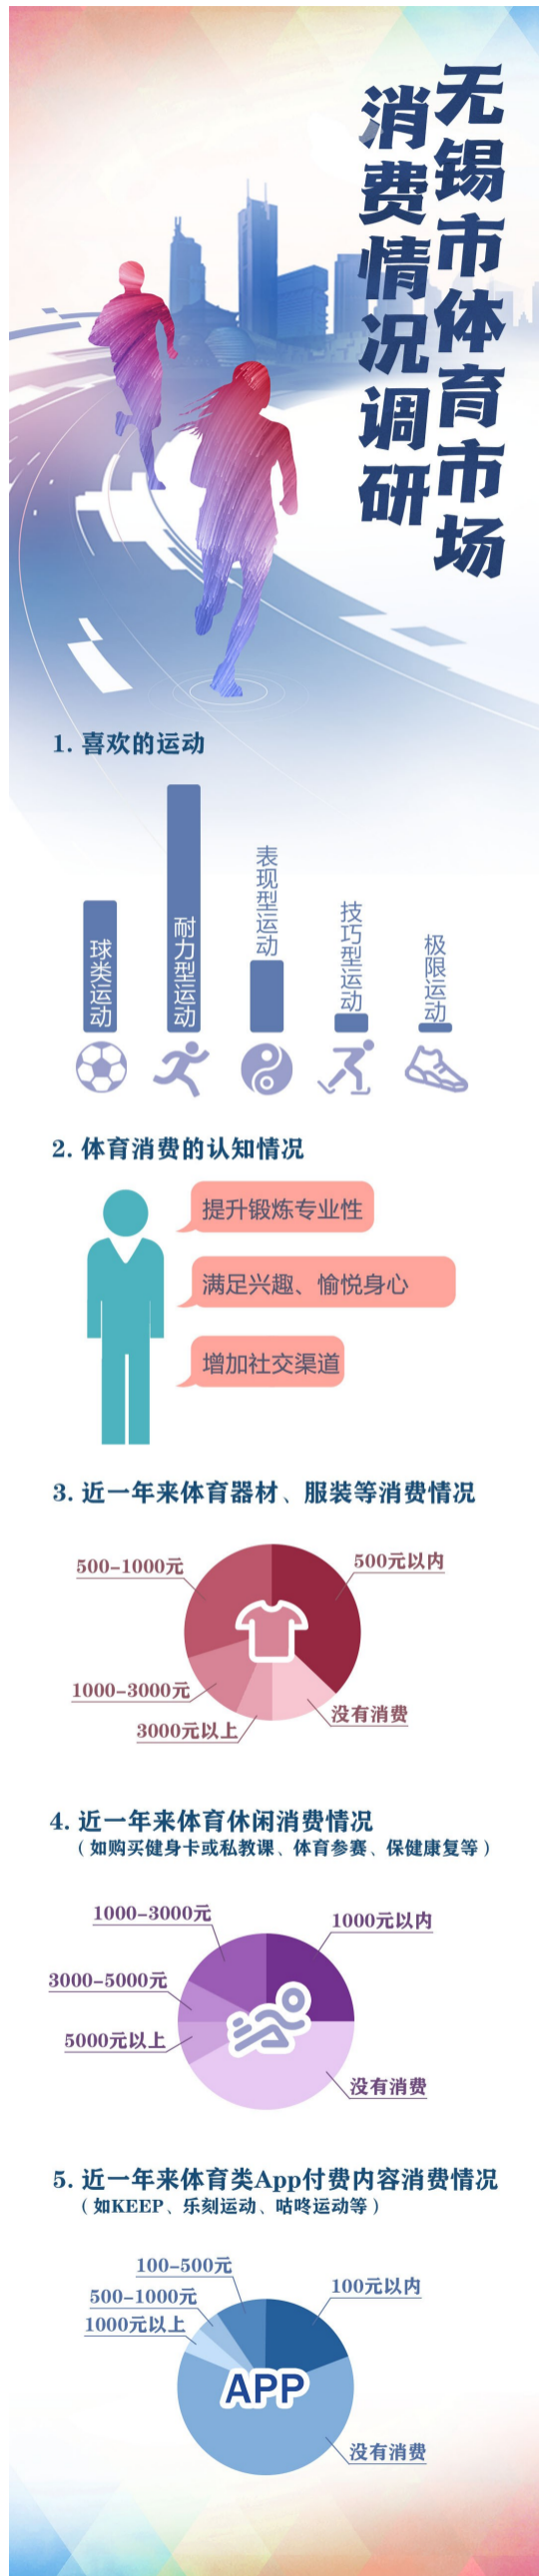 无锡市体育市场
消费情况调研
1. 喜欢的运动
球类运动
耐力型运动
表现型运动
技巧型运动
极限运动
2. 体育消费的认知情况
提升锻炼专业性
满足兴趣、愉悦身心
增加社交渠道
3. 近一年来体育器材、服装等消费情况
500-1000元
500元以内
1000-3000元
没有消费
3000元以上
4. 近一年来体育休闲消费情况
（如购买健身卡或私教课、体育参赛、保健康复等）
1000-3000元
1000元以内
3000-5000元
5000元以上
没有消费
5. 近一年来体育类App付费内容消费情况
（如KEEP、乐刻运动、咕咚运动等）
100-500元
100元以内
500-1000元
1000元以上
APP
没有消费